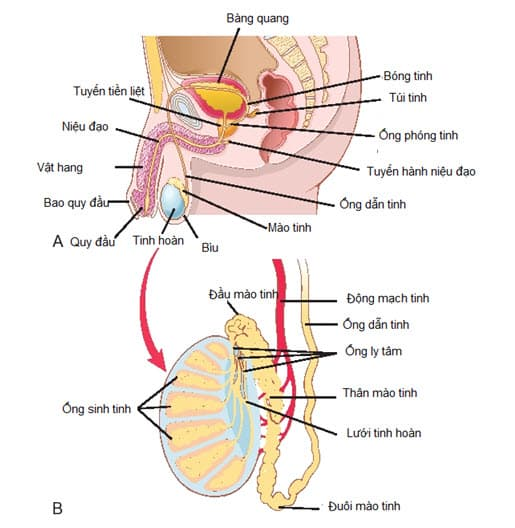 Bàng quang
Bóng tinh
Tuyến tiền liệt
Túi tinh
Niệu đạo
Ống phóng tinh
Vật hang
Tuyến hành niệu đạo
Bao quy đầu
Ống dẫn tinh
Mào tinh
A
Quy đầu
Tinh hoàn
Bìu
Đầu mào tinh
Động mạch tinh
Ống dẫn tinh
Ống ly tâm
Thân mào tinh
Ống sinh tinh
Lưới tinh hoàn
B
Đuôi mào tinh